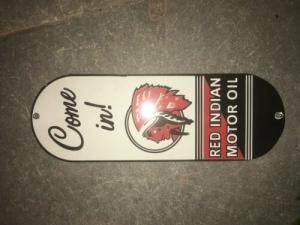 Come
in!
RED INDIAN
MOTOR OIL